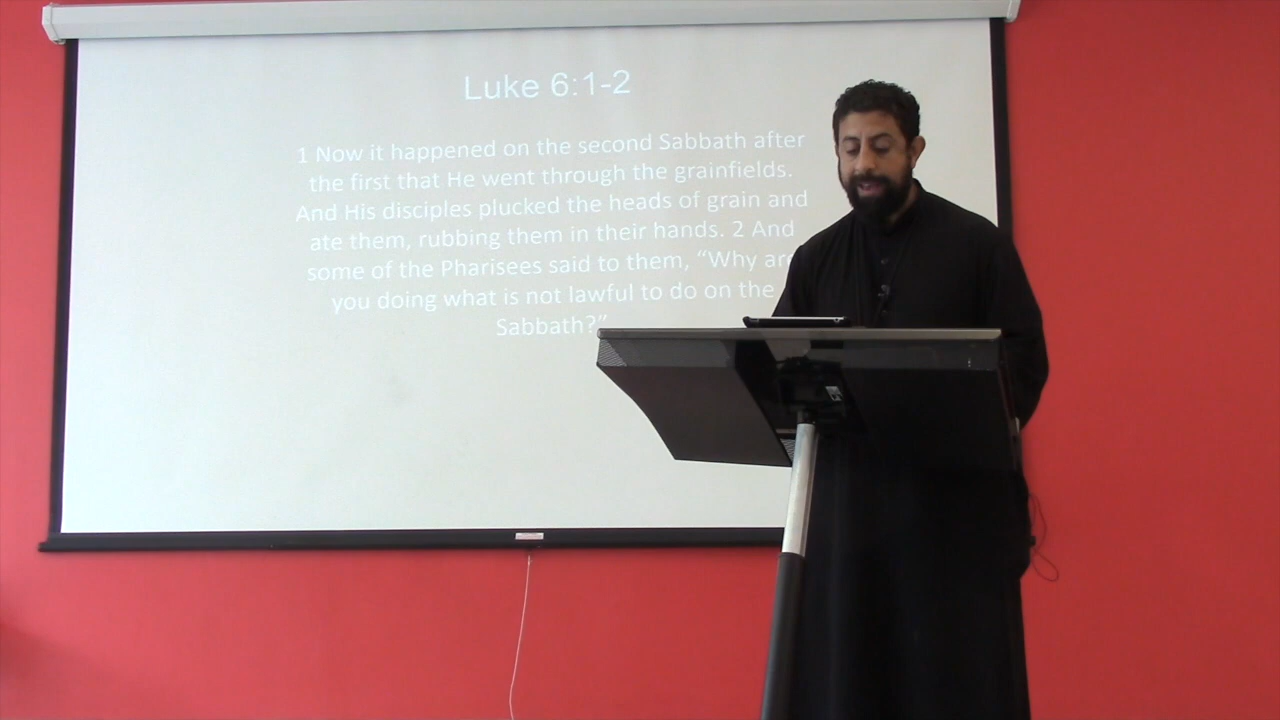 Luke 6:1-2
1 Now it happened on the second Sabbath after
the first that He went through the grainfields.
And His disciples plucked the heads of grain and
ate them, rubbing them in their hands. 2 And
some of the Pharisees said to them, “Why are
you doing what is not lawful to do on the
Sabbath?”